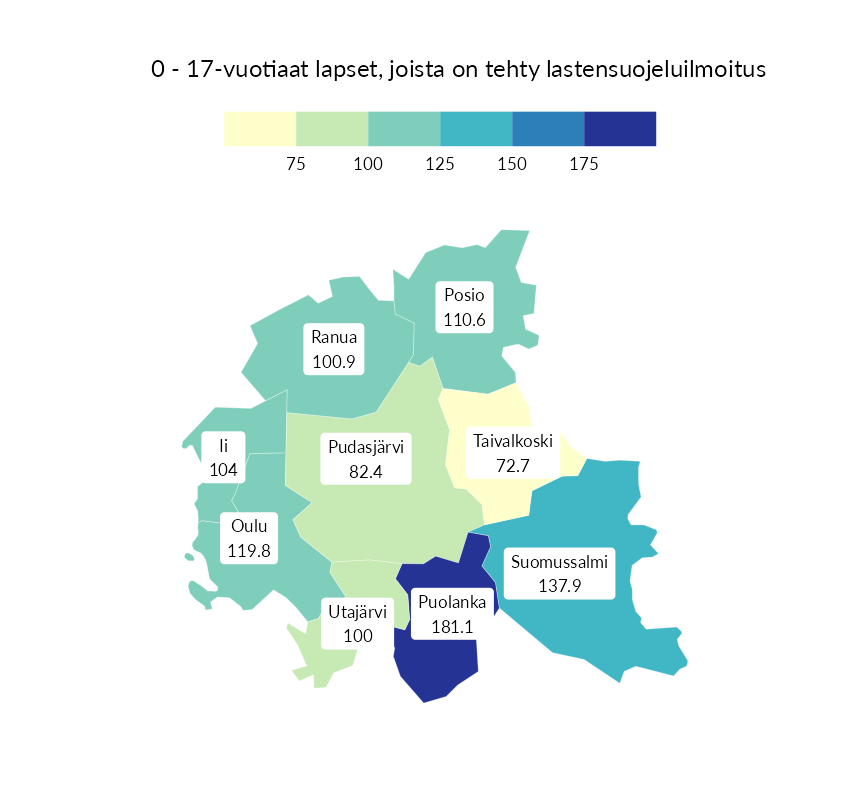 0 - 17-vuotiaat lapset, joista on tehty lastensuojeluilmoitus
75 100 125 150 175
Posio
110.6
Ranua
100.9
Ii
104
Pudasjärvi
82.4
Taivalkoski
72.7
Oulu
119.8
Suomussalmi
137.9
Utajärvi
100
Puolanka
181.1